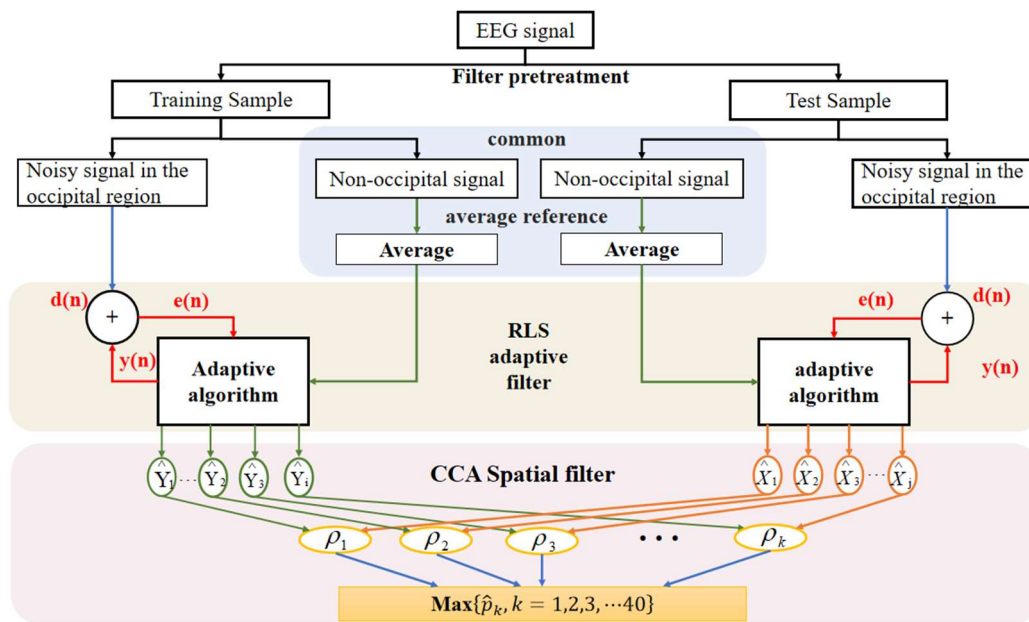 EEG signal
Filter pretreatment
Training Sample
Test Sample
common
Noisy signal in the
occipital region
Non-occipital signal
Non-occipital signal
Noisy signal in the
occipital region
average reference
Average
Average
d(n)
e(n)
+
y(n)
Adaptive
algorithm
RLS
adaptive
filter
e(n)
d(n)
+
y(n)
adaptive
algorithm
Ŷ₁ ··· Ŷ₂ Ŷ₃ Ŷᵢ
CCA Spatial filter
X̂₁ X̂₂ X̂₃ ··· X̂ⱼ
ρ₁ ρ₂ ρ₃ ··· ρₖ
Max{p̂ₖ, k = 1,2,3, ⋯40}